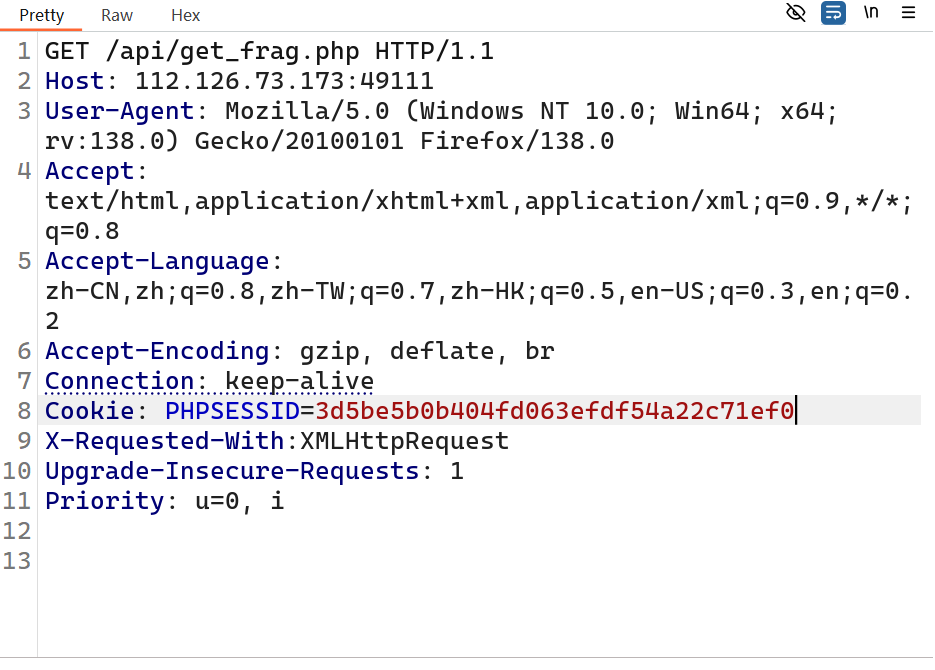 Pretty Raw Hex \n
1 GET /api/get_frag.php HTTP/1.1
2 Host: 112.126.73.173:49111
3 User-Agent: Mozilla/5.0 (Windows NT 10.0; Win64; x64;
rv:138.0) Gecko/20100101 Firefox/138.0
4 Accept:
text/html,application/xhtml+xml,application/xml;q=0.9,*/*;
q=0.8
5 Accept-Language:
zh-CN,zh;q=0.8,zh-TW;q=0.7,zh-HK;q=0.5,en-US;q=0.3,en;q=0.
2
6 Accept-Encoding: gzip, deflate, br
7 Connection: keep-alive
8 Cookie: PHPSESSID=3d5be5b0b404fd063efdf54a22c71ef0
9 X-Requested-With:XMLHttpRequest
10 Upgrade-Insecure-Requests: 1
11 Priority: u=0, i
12
13